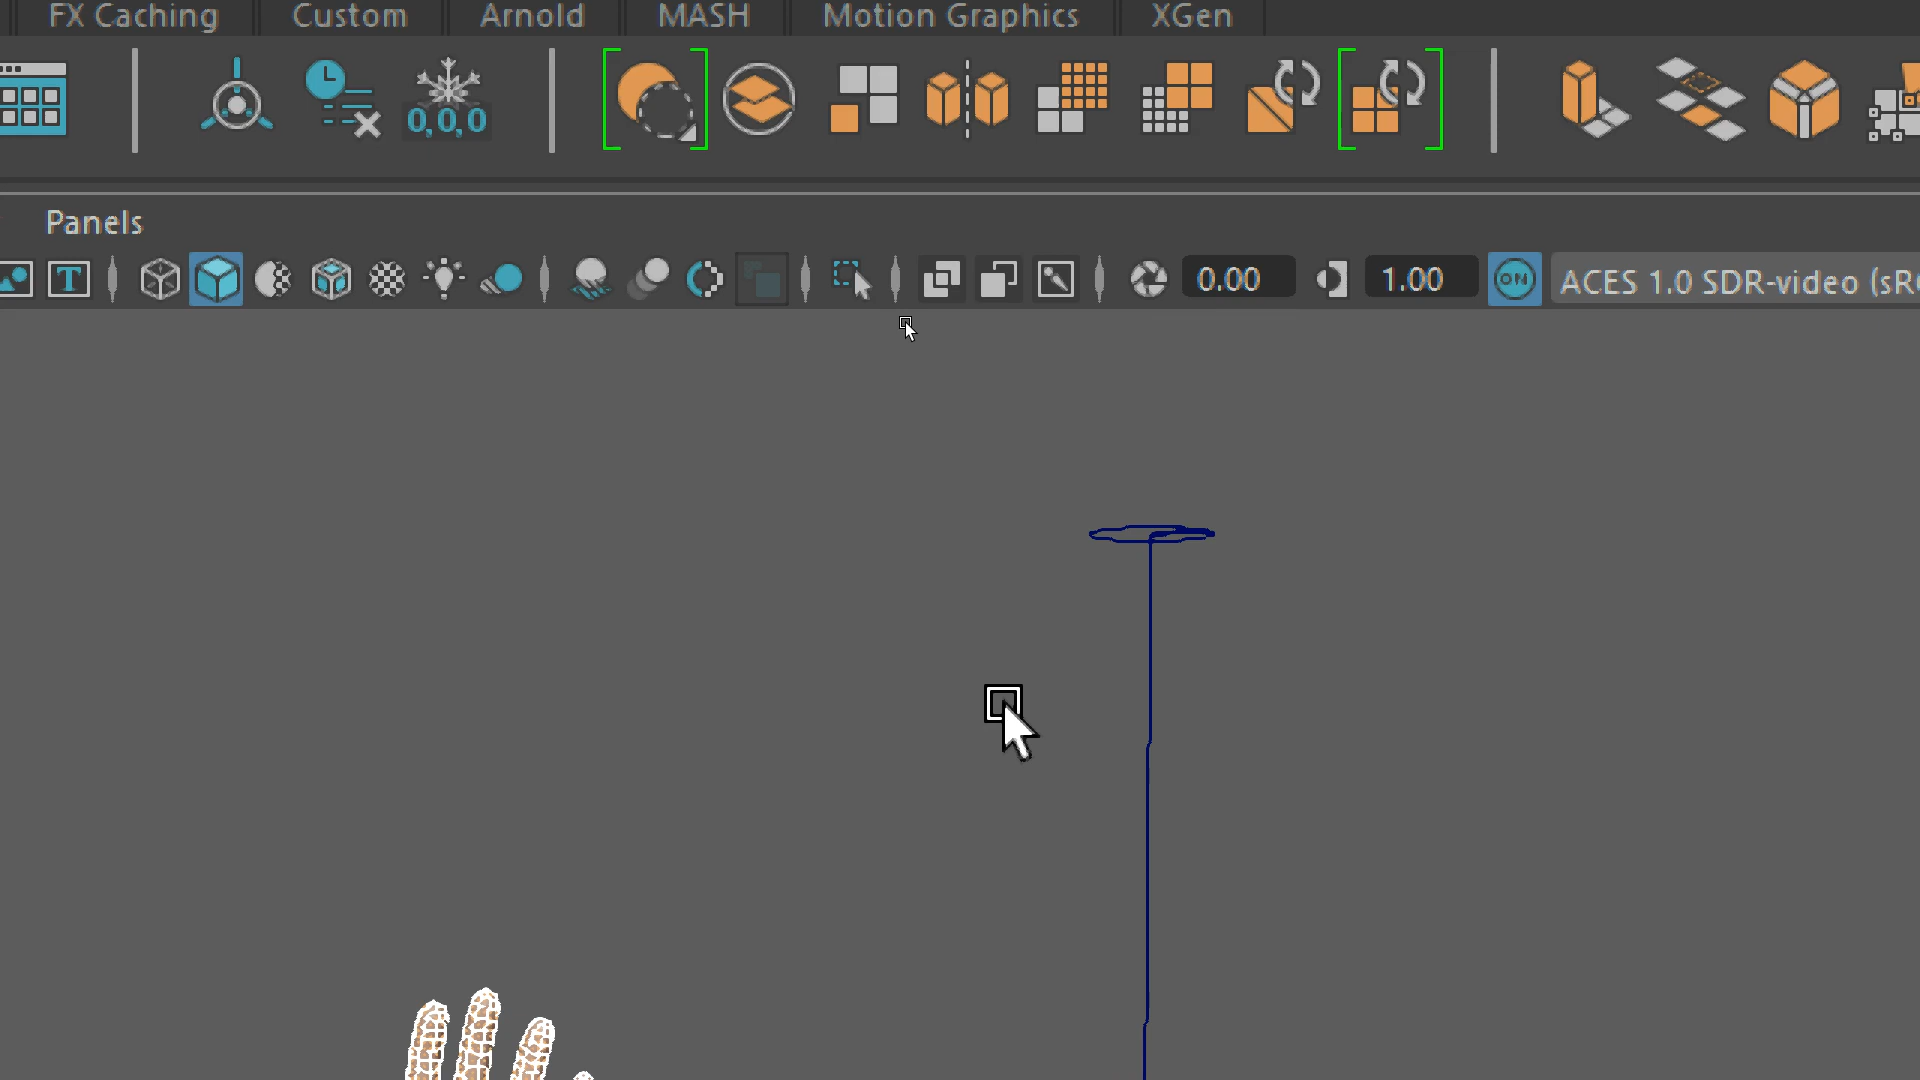 FX Caching Custom Arnold MASH Motion Graphics XGen
0,0,0
Panels
T 0.00 1.00 ON ACES 1.0 SDR-video (sR